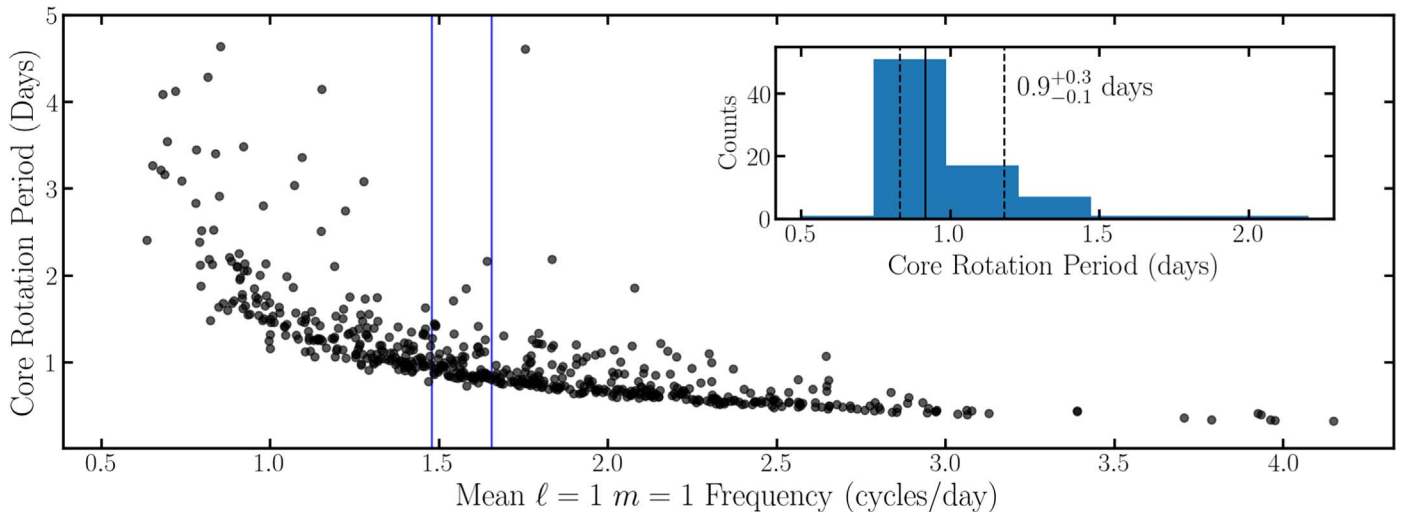 Core Rotation Period (Days)
5
4
3
2
1
0.5 1.0 1.5 2.0 2.5 3.0 3.5 4.0
Mean ℓ = 1 m = 1 Frequency (cycles/day)
Counts
40
20
0
0.9+0.3−0.1 days
0.5 1.0 1.5 2.0
Core Rotation Period (days)